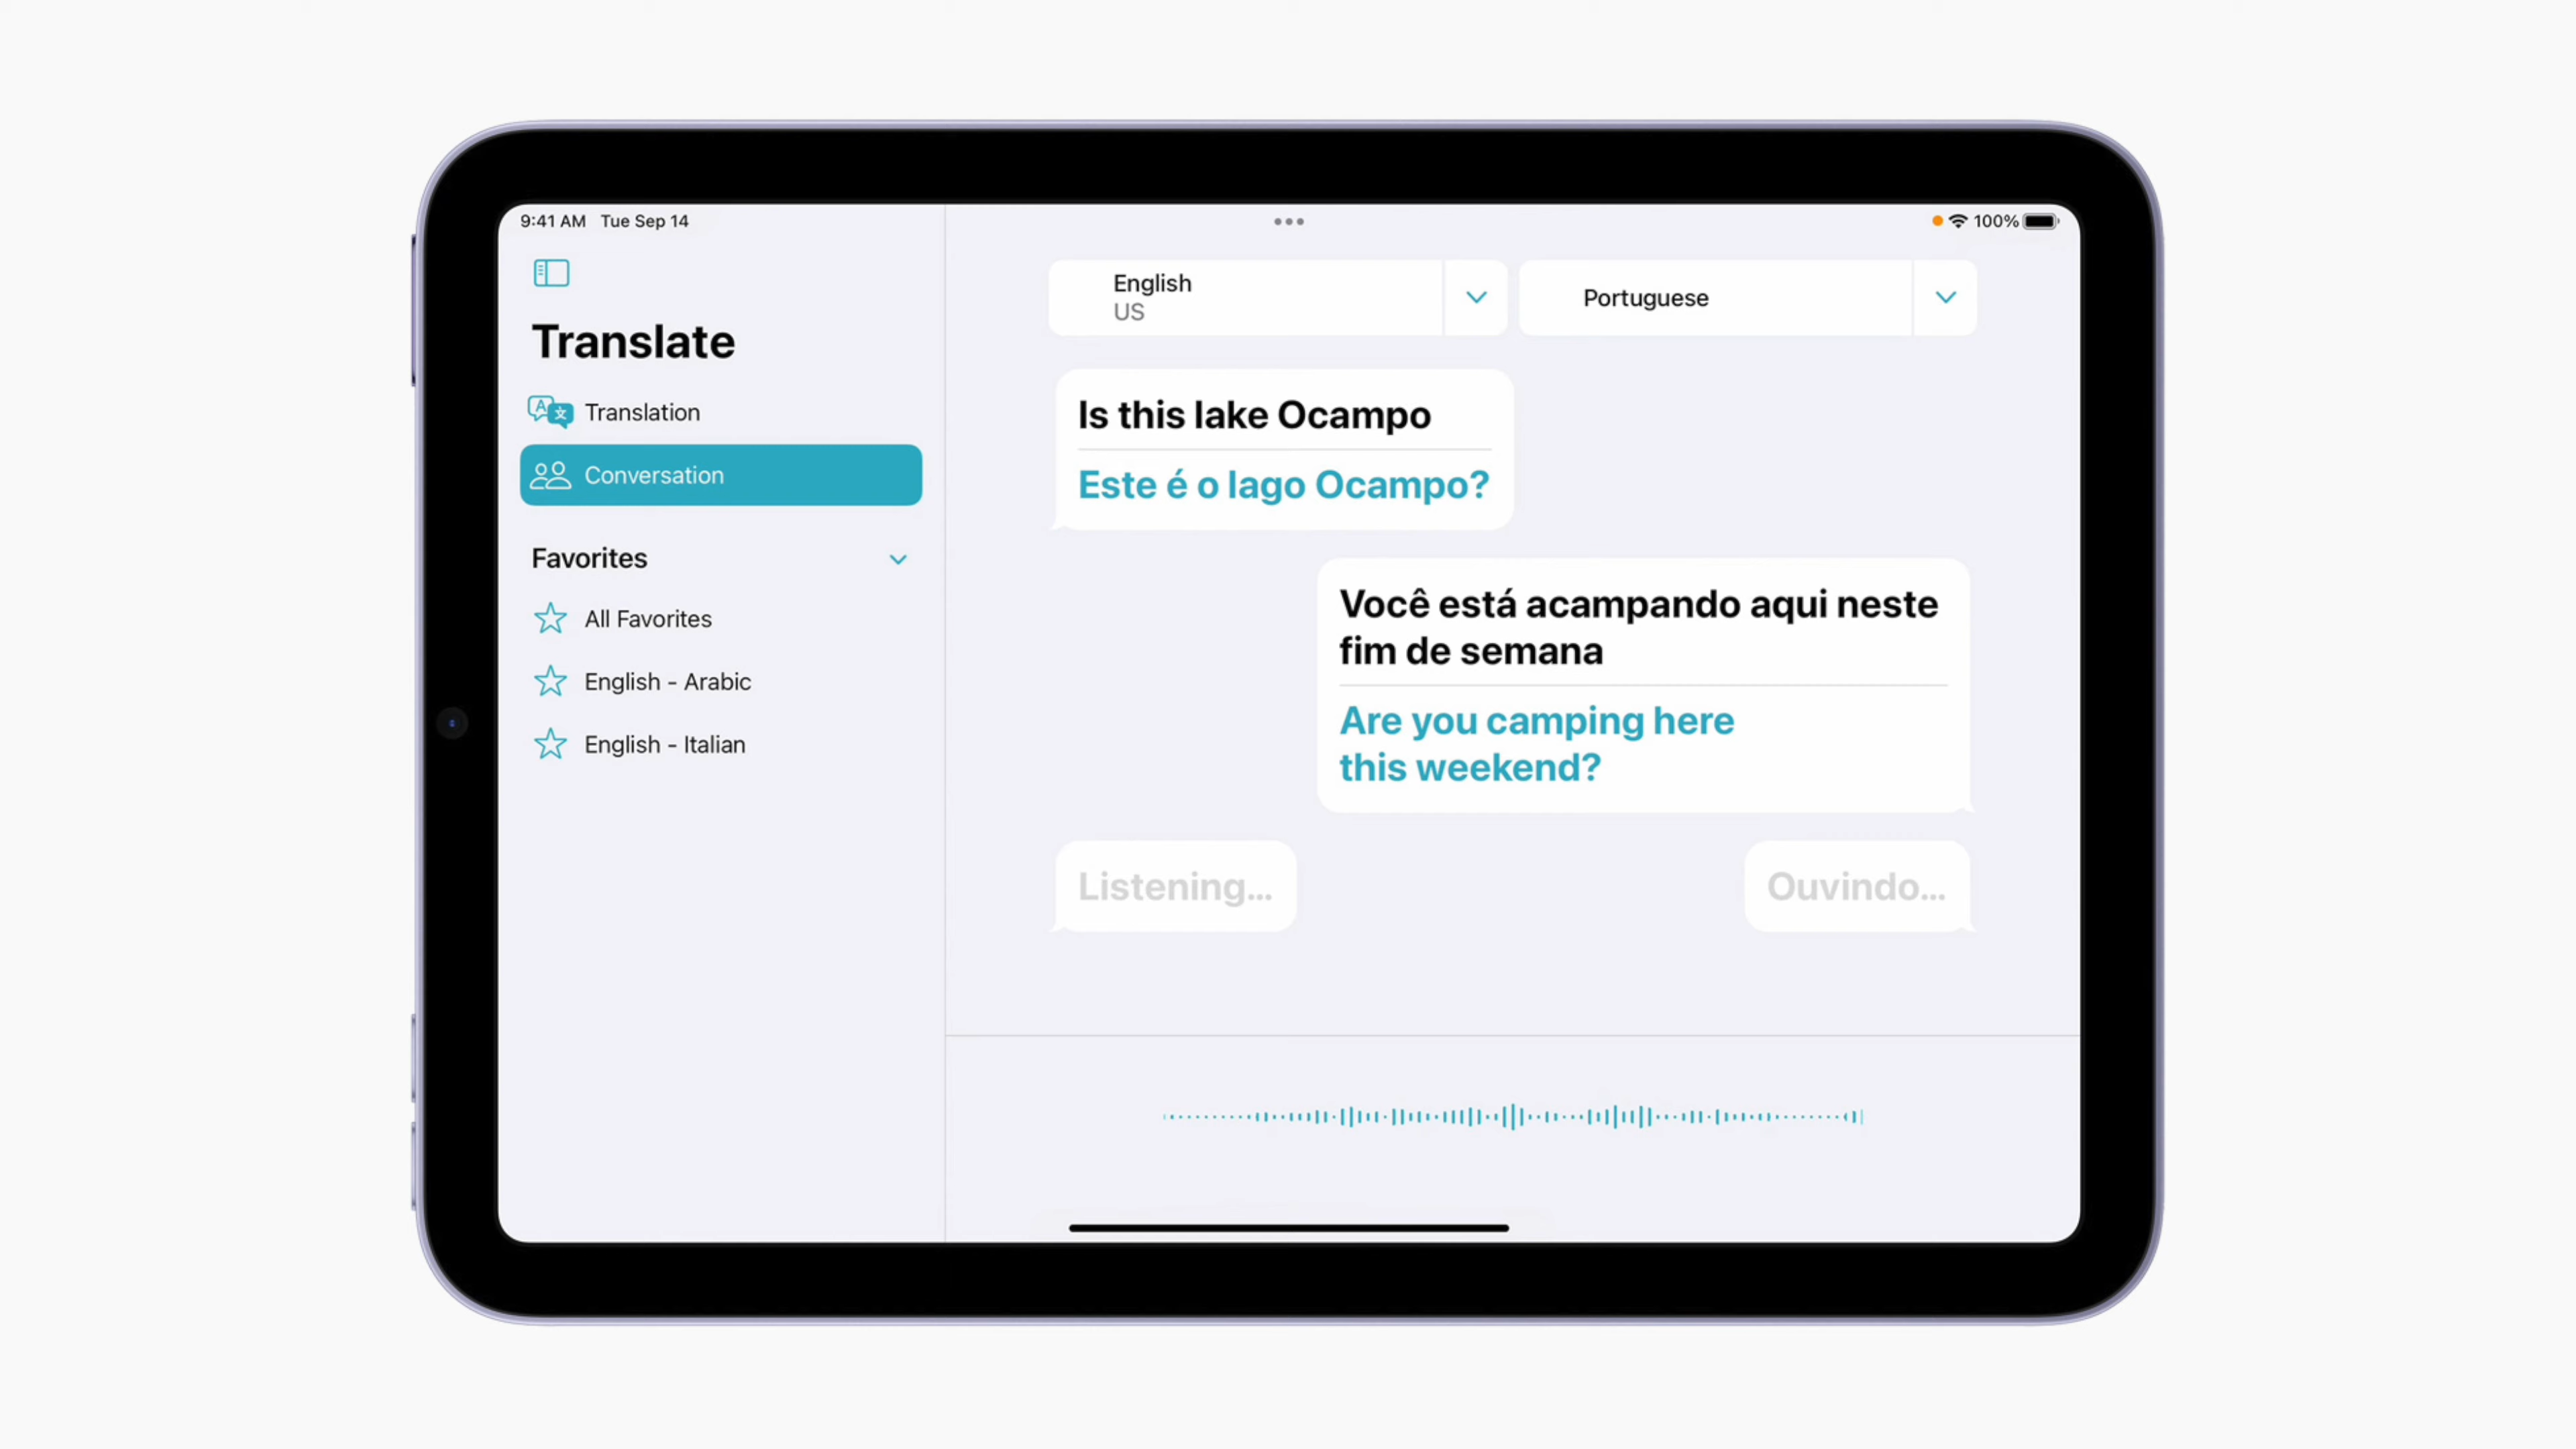 9:41 AM Tue Sep 14
100%
Translate
Translation
Conversation
Favorites
All Favorites
English - Arabic
English - Italian
English
US
Portuguese
Is this lake Ocampo
Este é o lago Ocampo?
Você está acampando aqui neste
fim de semana
Are you camping here
this weekend?
Listening...
Ouvindo...